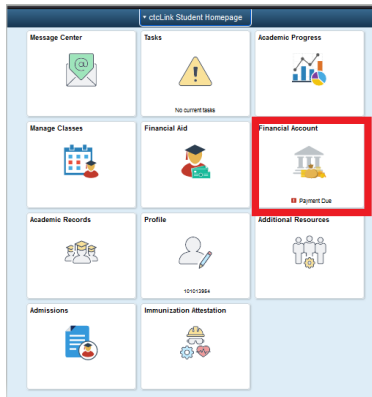 ▾ ctcLink Student Homepage
Message Center
Tasks
Academic Progress
@
No current tasks
Manage Classes
Financial Aid
Financial Account
Payment Due
Academic Records
Profile
Additional Resources
101013864
Admissions
Immunization Attestation